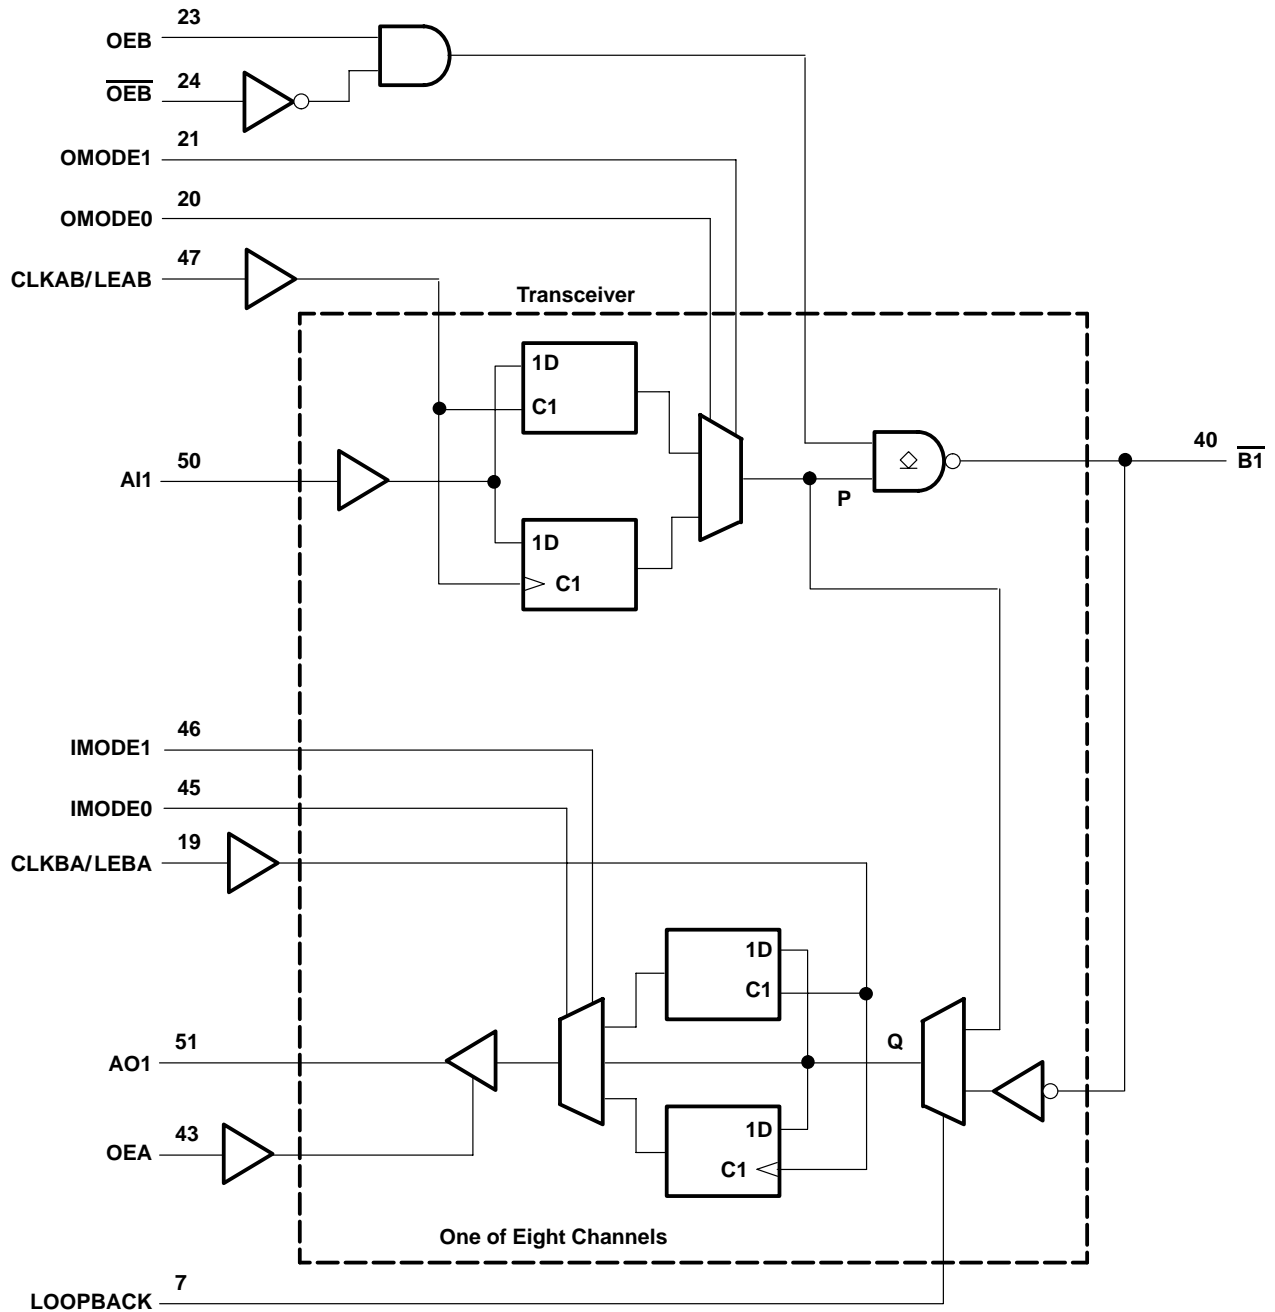 23
OEB
24
O̅E̅B̅
21
OMODE1
20
OMODE0
47
CLKAB/LEAB
Transceiver
1D
C1
50
AI1
40
B̅1̅
P
1D
C1
46
IMODE1
45
IMODE0
19
CLKBA/LEBA
1D
C1
51
AO1
Q
43
OEA
1D
C1
One of Eight Channels
7
LOOPBACK